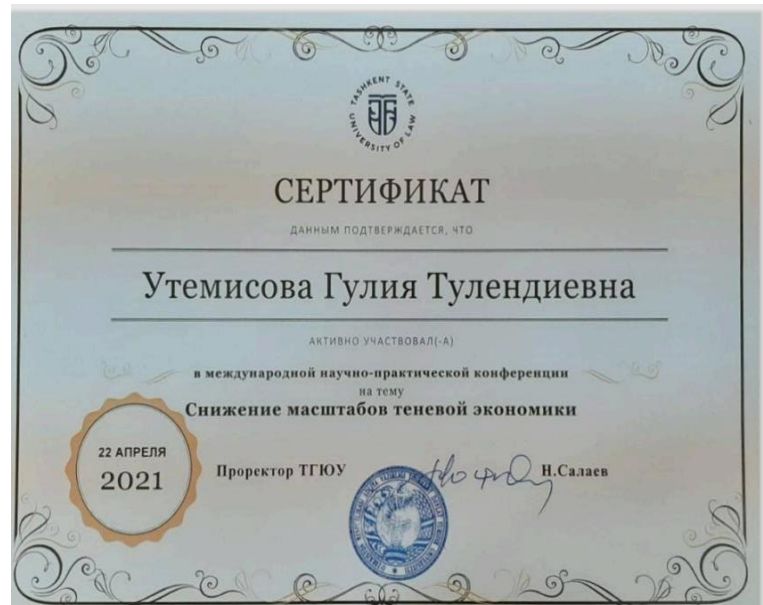 TASHKENT STATE UNIVERSITY OF LAW
СЕРТИФИКАТ
ДАННЫМ ПОДТВЕРЖДАЕТСЯ, ЧТО
Утемисова Гулия Тулендиевна
АКТИВНО УЧАСТВОВАЛ(-А)
в международной научно-практической конференции
на тему
Снижение масштабов теневой экономики
22 АПРЕЛЯ
2021
Проректор ТГЮУ
Н.Салаев